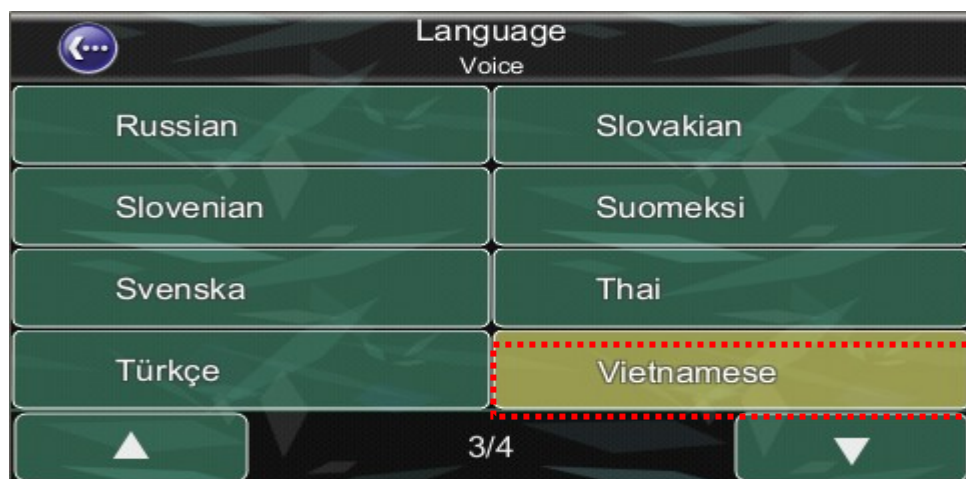 Language
Voice
Russian
Slovakian
Slovenian
Suomeksi
Svenska
Thai
Türkçe
Vietnamese
3/4